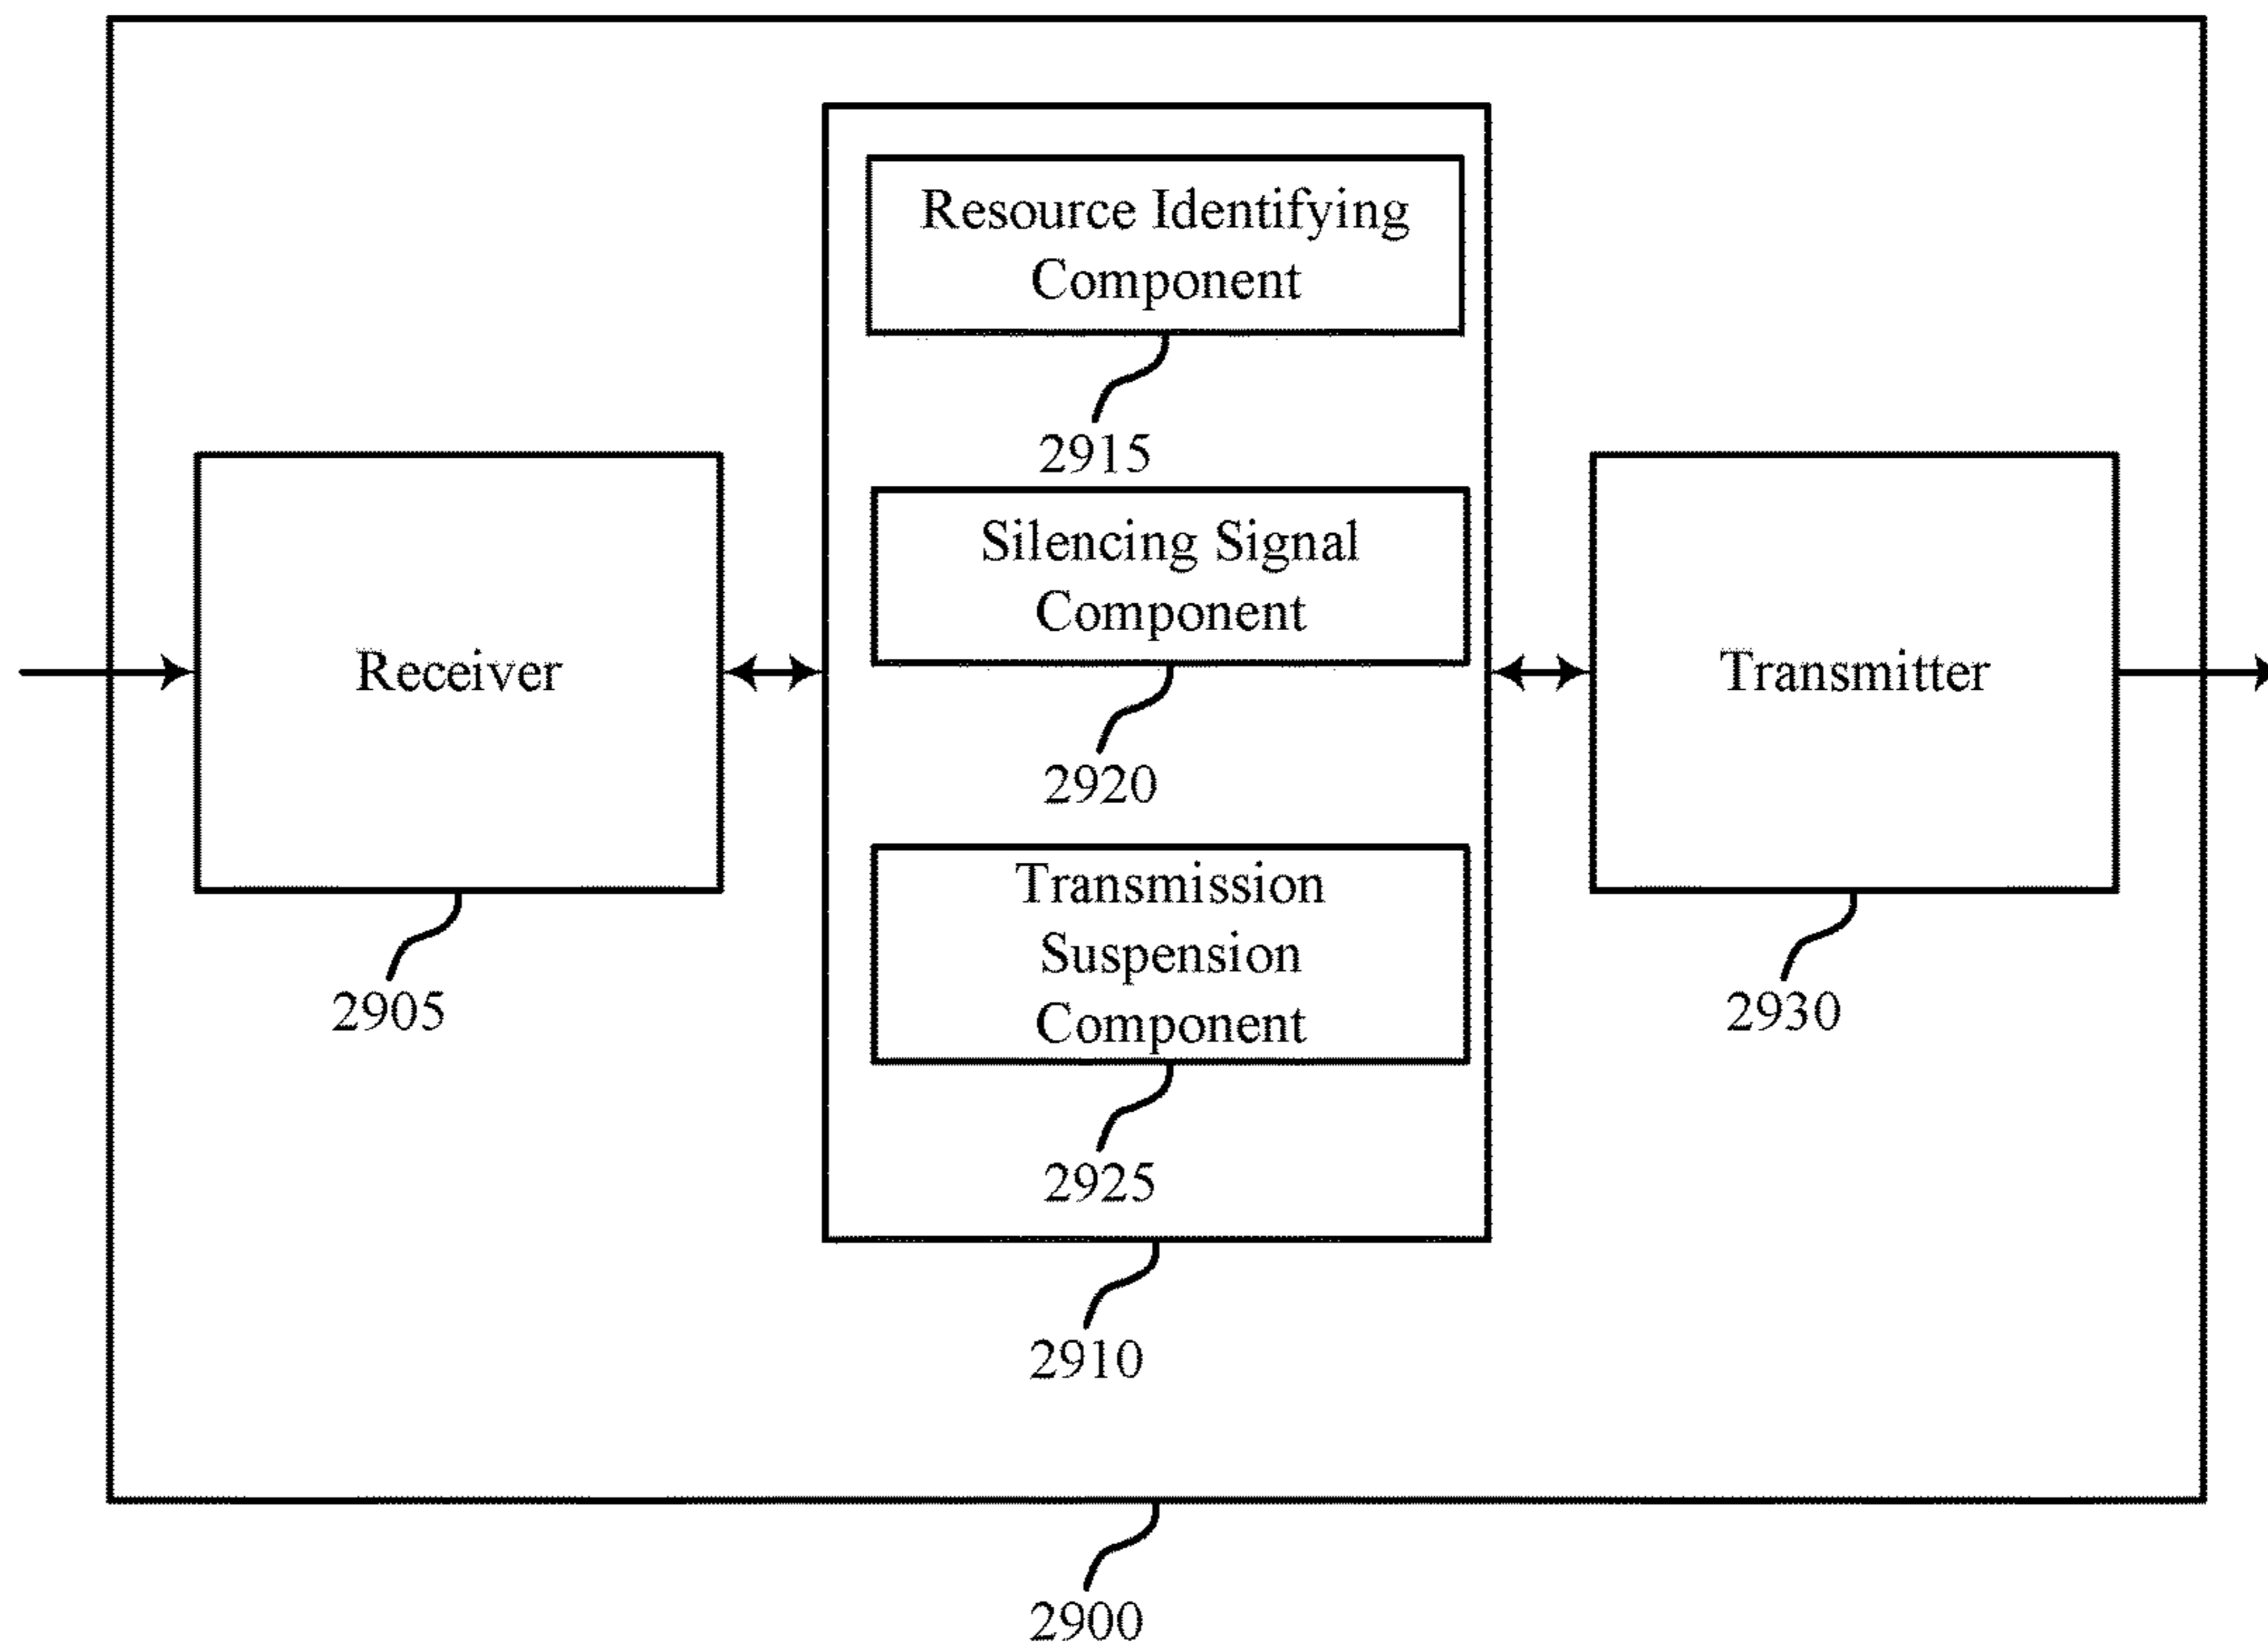 Resource Identifying
Component
2915
Silencing Signal
Component
2920
Receiver
2905
Transmitter
2930
Transmission
Suspension
Component
2925
2910
2900